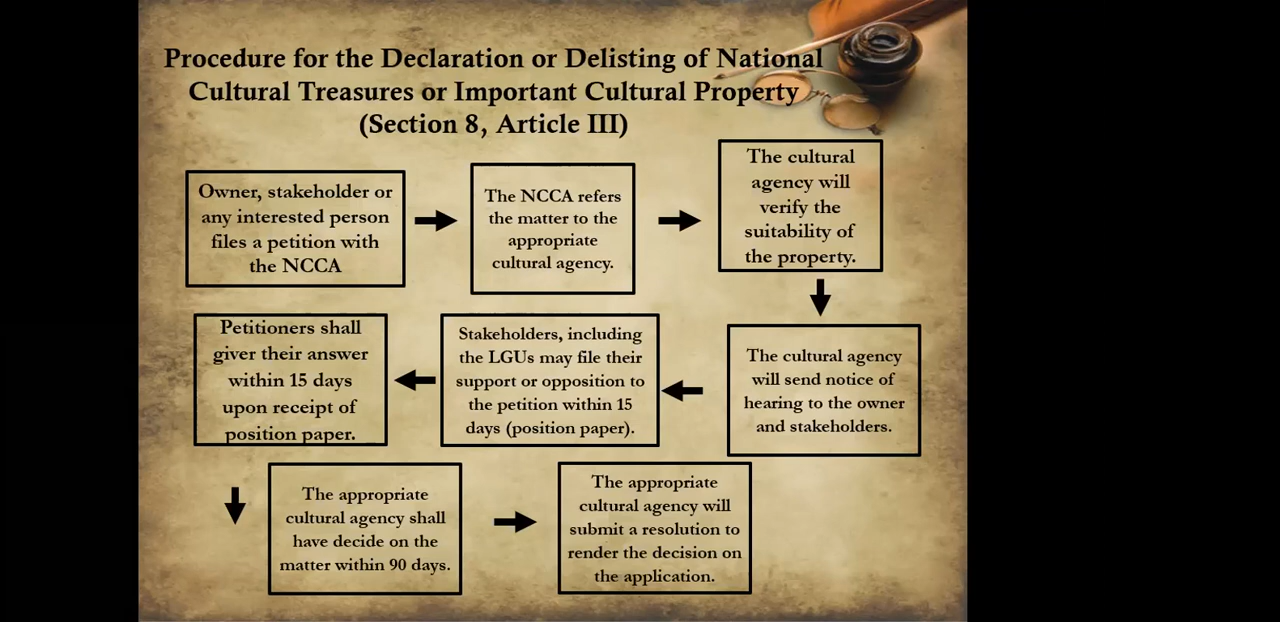 Procedure for the Declaration or Delisting of National
Cultural Treasures or Important Cultural Property
(Section 8, Article III)
Owner, stakeholder or
any interested person
files a petition with
the NCCA
The NCCA refers
the matter to the
appropriate
cultural agency.
The cultural
agency will
verify the
suitability of
the property.
The cultural agency
will send notice of
hearing to the owner
and stakeholders.
Stakeholders, including
the LGUs may file their
support or opposition to
the petition within 15
days (position paper).
Petitioners shall
giver their answer
within 15 days
upon receipt of
position paper.
The appropriate
cultural agency shall
have decide on the
matter within 90 days.
The appropriate
cultural agency will
submit a resolution to
render the decision on
the application.